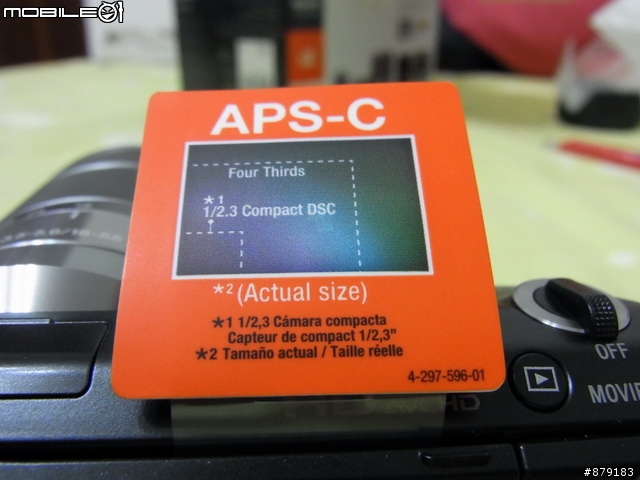 MOBILE01
APS-C
Four Thirds
*1
1/2.3 Compact DSC
*2 (Actual size)
*1 1/2,3 Cámara compacta
Capteur de compact 1/2,3"
*2 Tamaño actual / Taille réelle
4-297-596-01
OFF
MOVIE
#879183